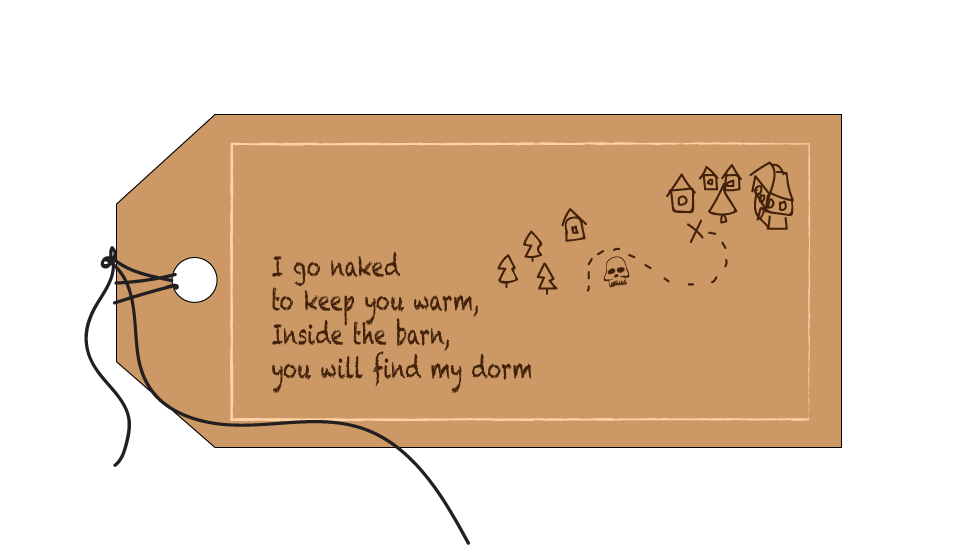 I go naked
to keep you warm,
Inside the barn,
you will find my dorm